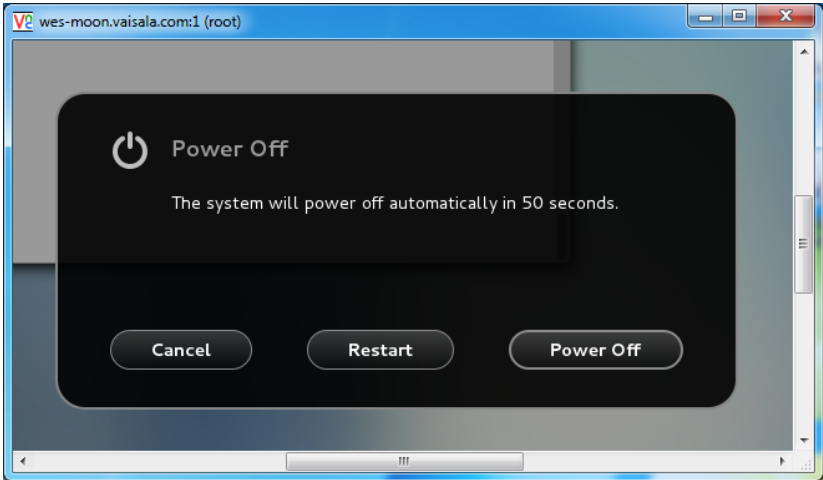 wes-moon.vaisala.com:1 (root)
Power Off
The system will power off automatically in 50 seconds.
Cancel Restart Power Off